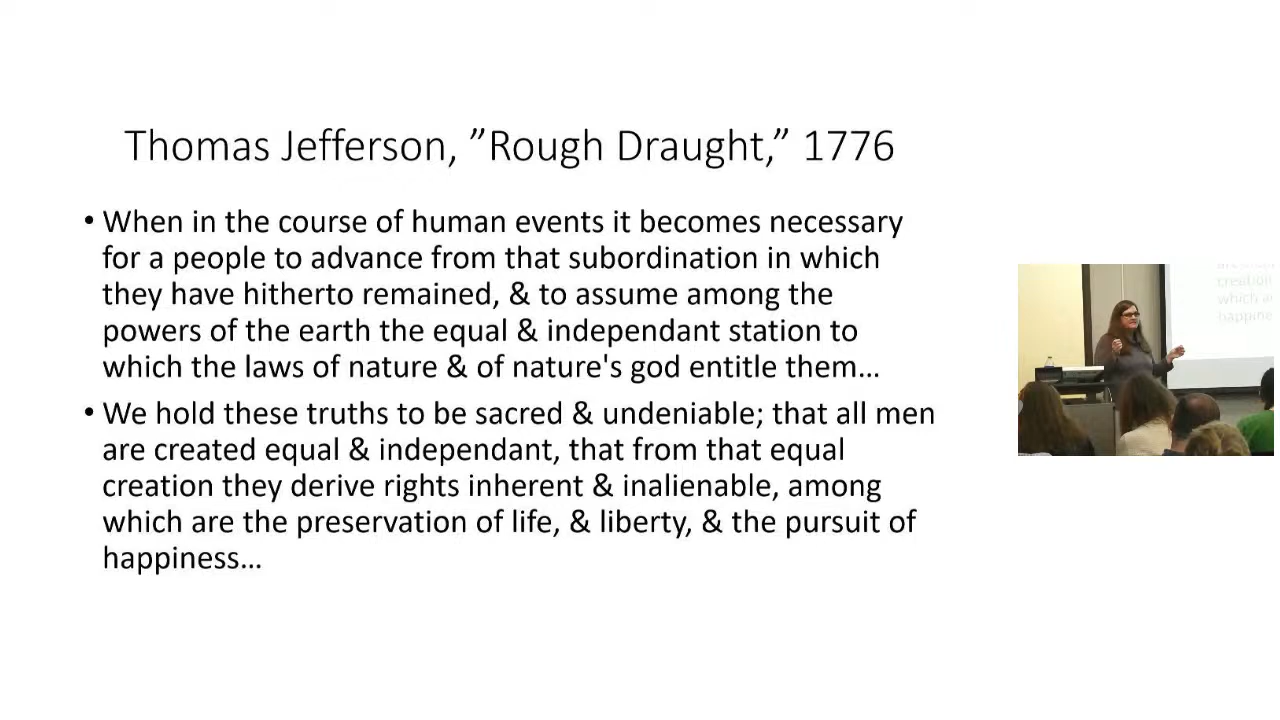 Thomas Jefferson, ”Rough Draught,” 1776
• When in the course of human events it becomes necessary
for a people to advance from that subordination in which
they have hitherto remained, & to assume among the
powers of the earth the equal & independant station to
which the laws of nature & of nature's god entitle them…
• We hold these truths to be sacred & undeniable; that all men
are created equal & independant, that from that equal
creation they derive rights inherent & inalienable, among
which are the preservation of life, & liberty, & the pursuit of
happiness…
creation
which a
happine